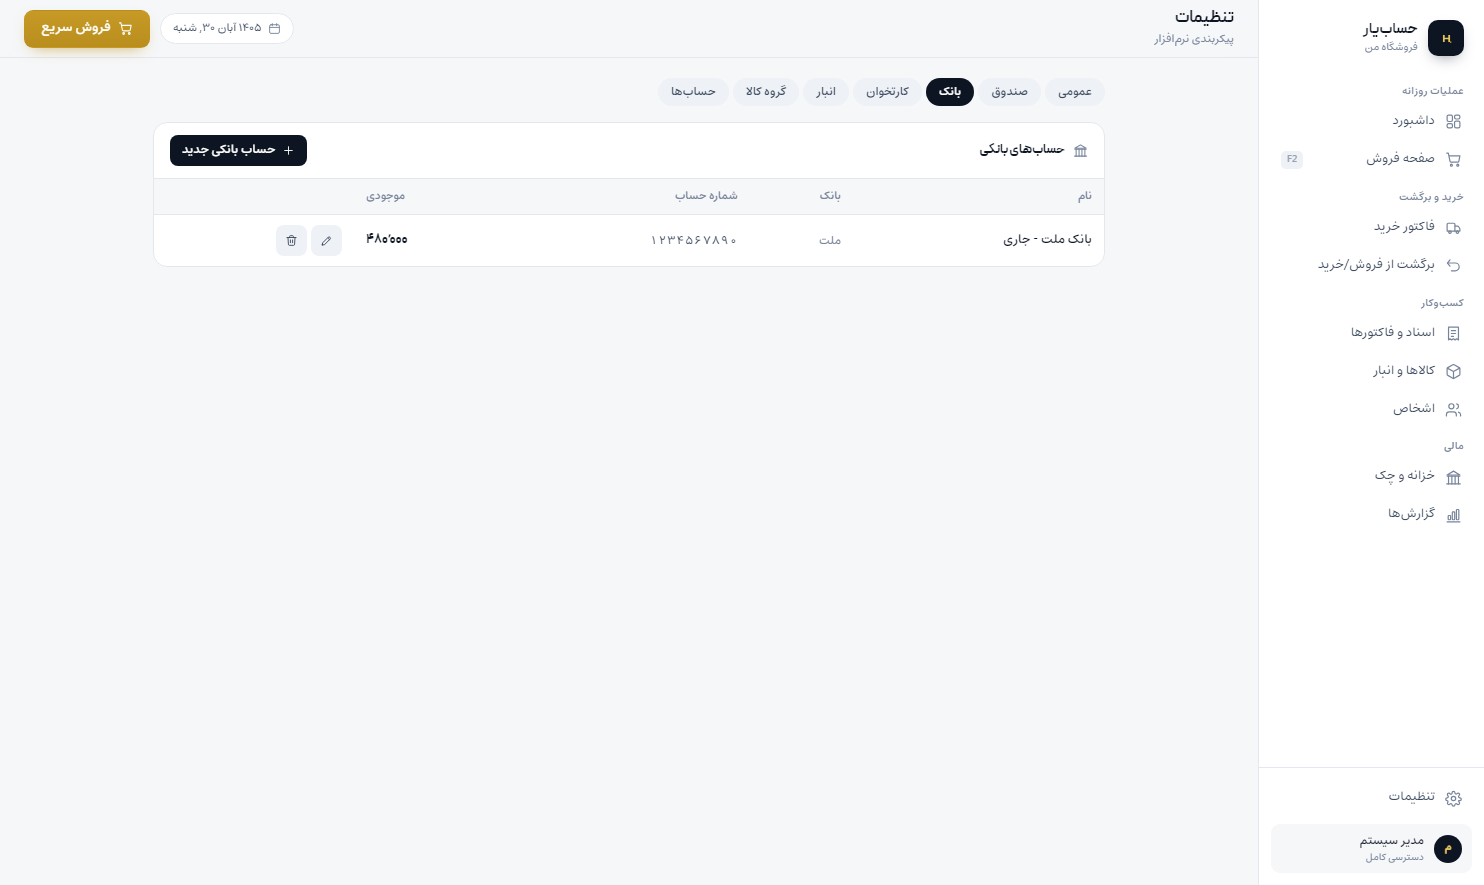 حساب‌یار
فروشگاه من
عملیات روزانه
داشبورد
صفحه فروش
F2
خرید و برگشت
فاکتور خرید
برگشت از فروش/خرید
کسب‌وکار
اسناد و فاکتورها
کالاها و انبار
اشخاص
مالی
خزانه و چک
گزارش‌ها
تنظیمات
م
مدیر سیستم
دسترسی کامل
تنظیمات
پیکربندی نرم‌افزار
۱۴۰۵ آبان ۳۰, شنبه
فروش سریع
عمومی
صندوق
بانک
کارتخوان
انبار
گروه کالا
حساب‌ها
حساب‌های بانکی
حساب بانکی جدید
نام
بانک
شماره حساب
موجودی
بانک ملت - جاری
ملت
۱۲۳۴۵۶۷۸۹۰
۴۸۰٬۰۰۰